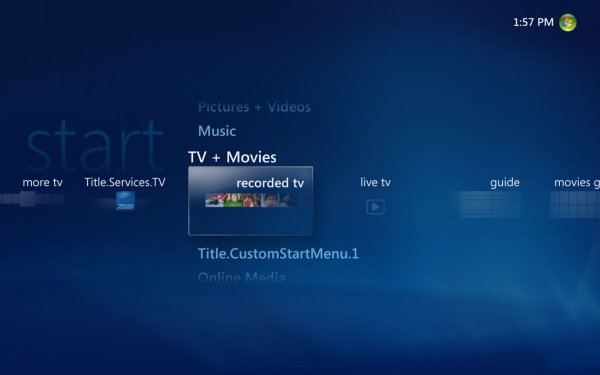 1:57 PM
Pictures + Videos
start
Music
TV + Movies
more tv
Title.Services.TV
recorded tv
live tv
guide
movies g
Title.CustomStartMenu.1
Online Media